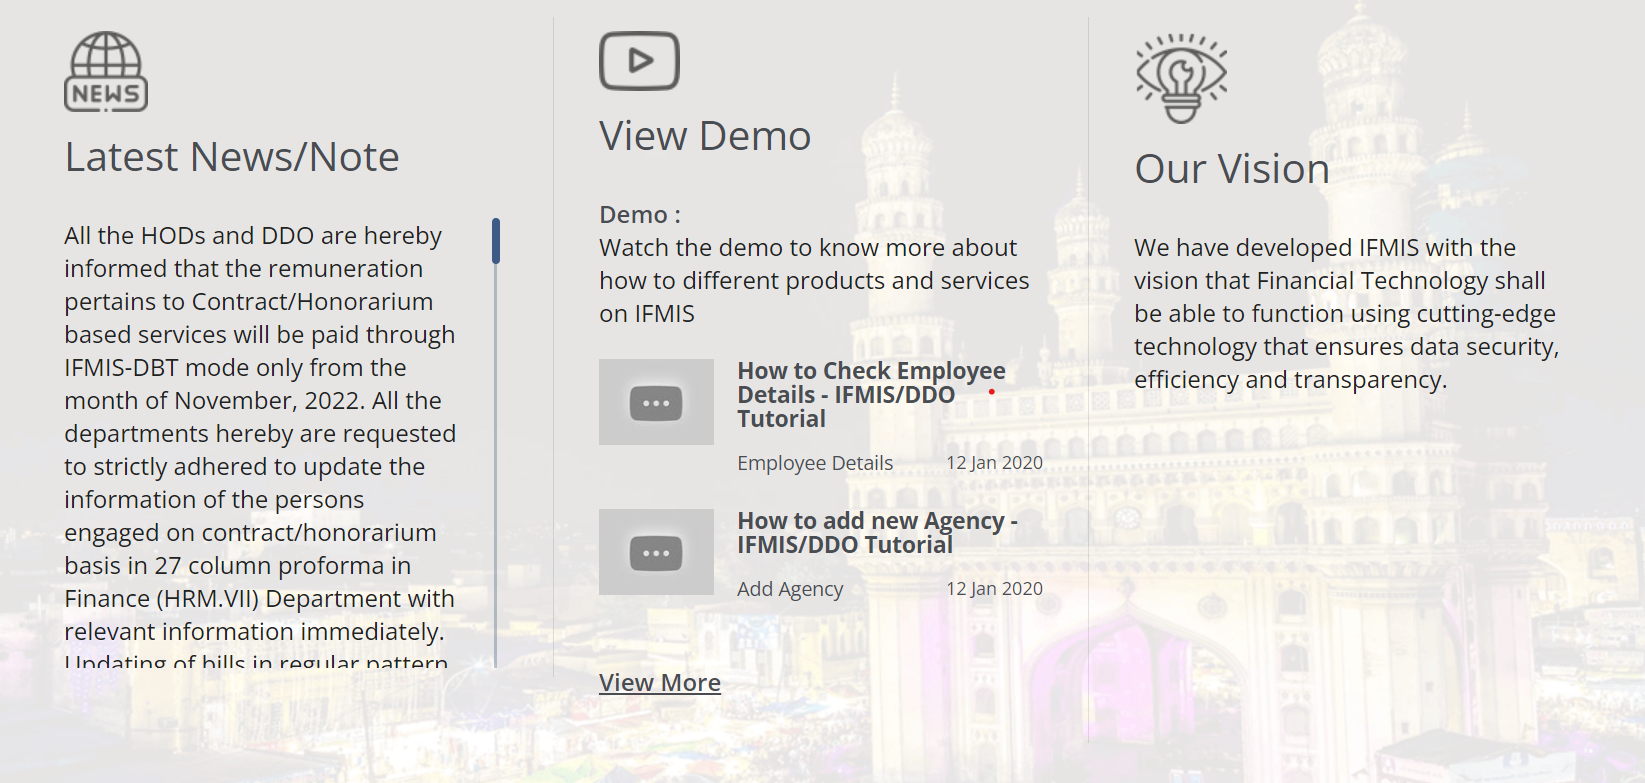 NEWS
Latest News/Note
All the HODs and DDO are hereby
informed that the remuneration
pertains to Contract/Honorarium
based services will be paid through
IFMIS-DBT mode only from the
month of November, 2022. All the
departments hereby are requested
to strictly adhered to update the
information of the persons
engaged on contract/honorarium
basis in 27 column proforma in
Finance (HRM.VII) Department with
relevant information immediately.
Updating of bills in regular pattern
View Demo
Demo :
Watch the demo to know more about
how to different products and services
on IFMIS
How to Check Employee
Details - IFMIS/DDO
Tutorial
Employee Details 12 Jan 2020
How to add new Agency -
IFMIS/DDO Tutorial
Add Agency 12 Jan 2020
View More
Our Vision
We have developed IFMIS with the
vision that Financial Technology shall
be able to function using cutting-edge
technology that ensures data security,
efficiency and transparency.